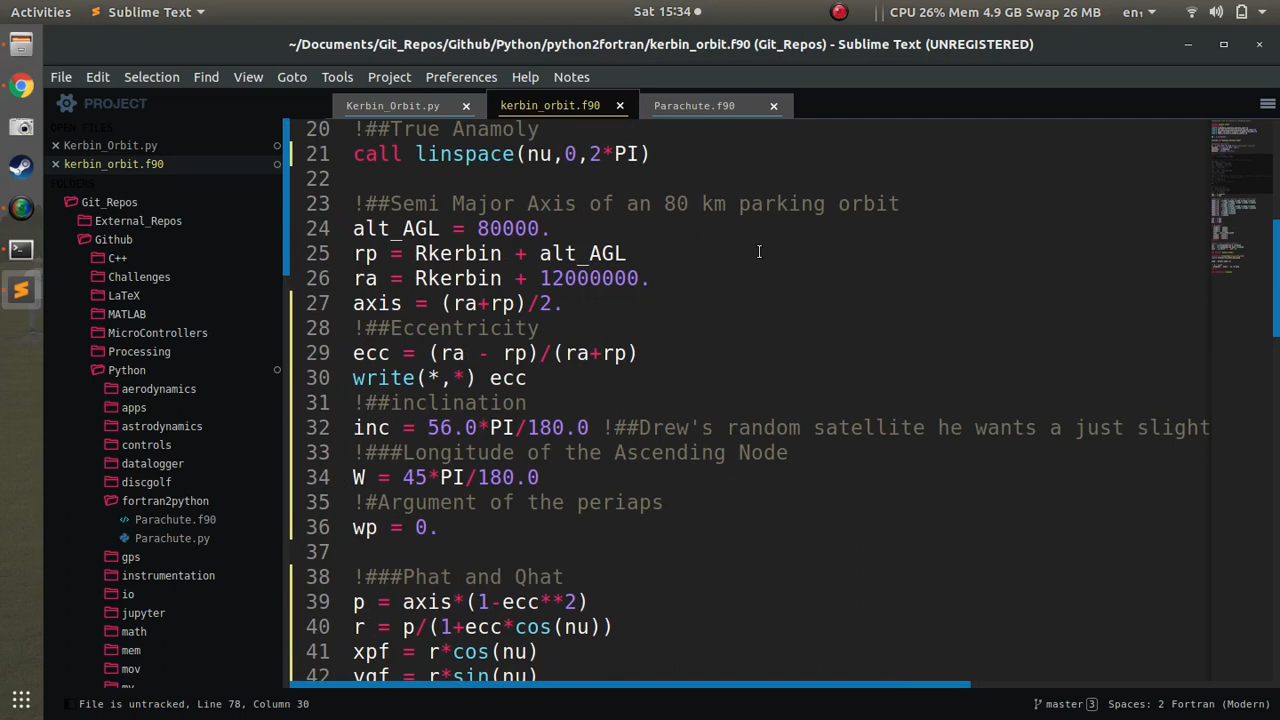 Activities
Sublime Text
Sat 15:34
CPU 26% Mem 4.9 GB Swap 26 MB
en₁
~/Documents/Git_Repos/Github/Python/python2fortran/kerbin_orbit.f90 (Git_Repos) - Sublime Text (UNREGISTERED)
File Edit Selection Find View Goto Tools Project Preferences Help Notes
PROJECT
Kerbin_Orbit.py
kerbin_orbit.f90
Parachute.f90
OPEN FILES
Kerbin_Orbit.py
kerbin_orbit.f90
FOLDERS
Git_Repos
External_Repos
Github
C++
Challenges
LaTeX
MATLAB
MicroControllers
Processing
Python
aerodynamics
apps
astrodynamics
controls
datalogger
discgolf
fortran2python
Parachute.f90
Parachute.py
gps
instrumentation
io
jupyter
math
mem
mov
my
20 !##True Anamoly
21 call linspace(nu,0,2*PI)
22
23 !##Semi Major Axis of an 80 km parking orbit
24 alt_AGL = 80000.
25 rp = Rkerbin + alt_AGL
26 ra = Rkerbin + 12000000.
27 axis = (ra+rp)/2.
28 !##Eccentricity
29 ecc = (ra - rp)/(ra+rp)
30 write(*,*) ecc
31 !##inclination
32 inc = 56.0*PI/180.0 !##Drew's random satellite he wants a just slight
33 !###Longitude of the Ascending Node
34 W = 45*PI/180.0
35 !#Argument of the periaps
36 wp = 0.
37
38 !###Phat and Qhat
39 p = axis*(1-ecc**2)
40 r = p/(1+ecc*cos(nu))
41 xpf = r*cos(nu)
42 yqf = r*sin(nu)
File is untracked, Line 78, Column 30
master 3
Spaces: 2
Fortran (Modern)